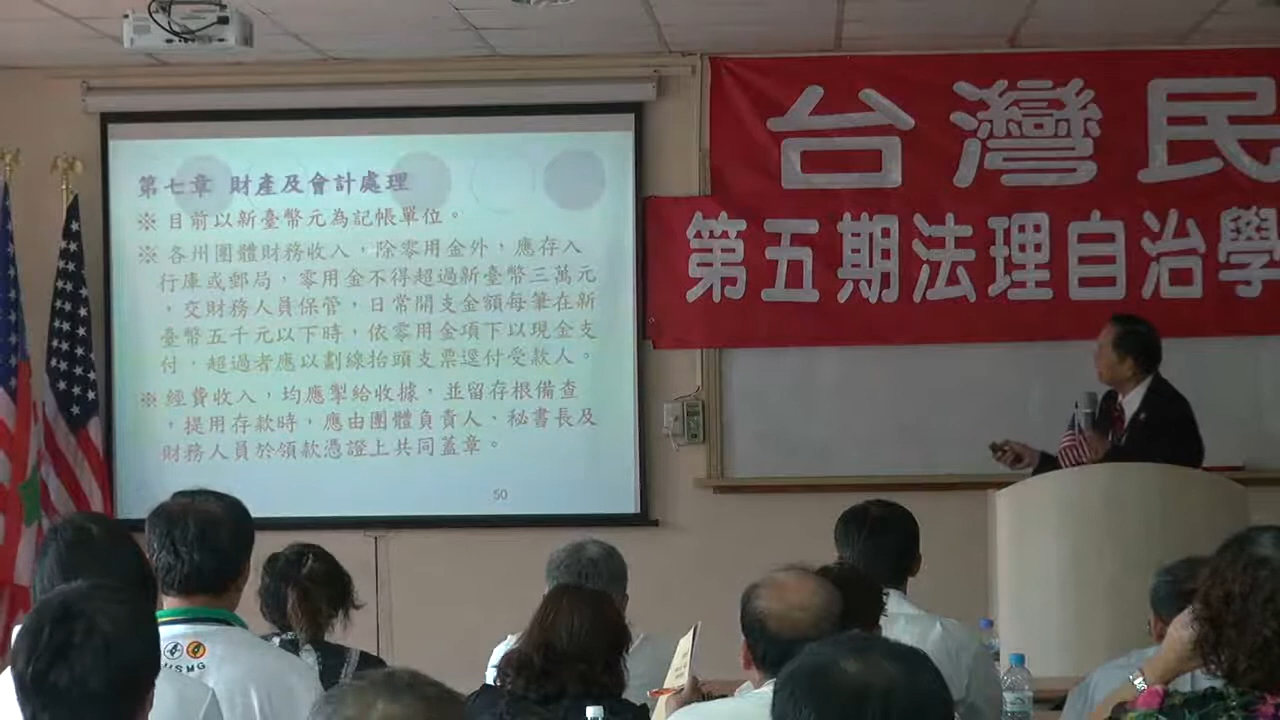 第七章 財產及會計處理
※ 目前以新臺幣元為記帳單位。
※ 各州團體財務收入，除零用金外，應存入
行庫或郵局，零用金不得超過新臺幣三萬元
，交財務人員保管，日常開支金額每筆在新
臺幣五千元以下時，依零用金項下以現金支
付，超過者應以劃線抬頭支票逕付受款人。
※ 經費收入，均應掣給收據，並留存根備查
，提用存款時，應由團體負責人、秘書長及
財務人員於領款憑證上共同蓋章。
50
台灣民
第五期法理自治學
USMG